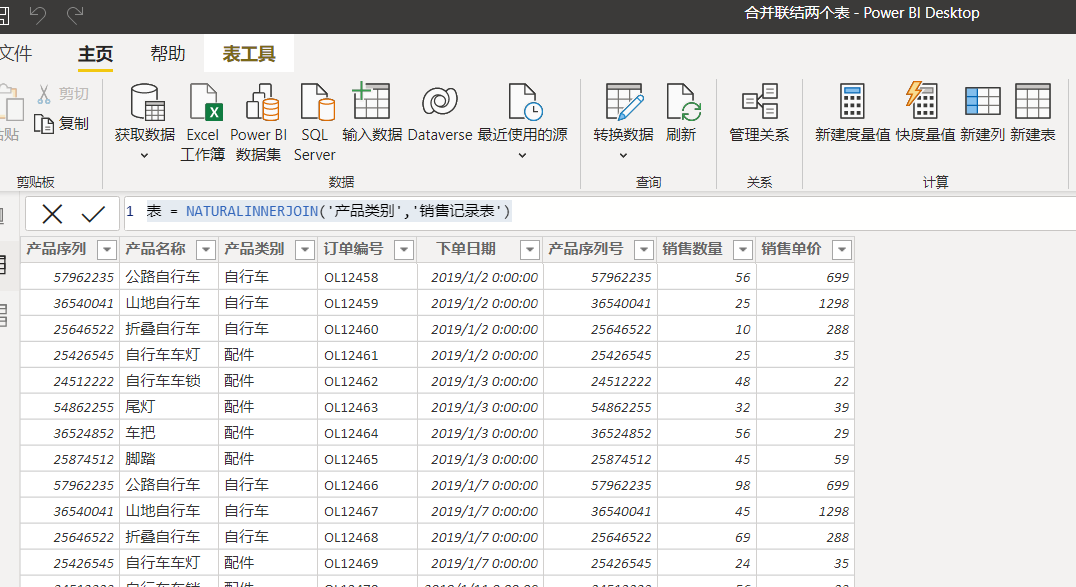 合并联结两个表 - Power BI Desktop
文件 主页 帮助 表工具
剪切
复制
获取数据 Excel 工作簿 Power BI 数据集 SQL Server 输入数据 Dataverse 最近使用的源 转换数据 刷新 管理关系 新建度量值 快度量值 新建列 新建表
剪贴板 数据 查询 关系 计算
1 表 = NATURALINNERJOIN('产品类别','销售记录表')
产品序列 产品名称 产品类别 订单编号 下单日期 产品序列号 销售数量 销售单价
57962235 公路自行车 自行车 OL12458 2019/1/2 0:00:00 57962235 56 699
36540041 山地自行车 自行车 OL12459 2019/1/2 0:00:00 36540041 25 1298
25646522 折叠自行车 自行车 OL12460 2019/1/2 0:00:00 25646522 10 288
25426545 自行车车灯 配件 OL12461 2019/1/2 0:00:00 25426545 25 35
24512222 自行车车锁 配件 OL12462 2019/1/3 0:00:00 24512222 48 22
54862255 尾灯 配件 OL12463 2019/1/3 0:00:00 54862255 32 39
36524852 车把 配件 OL12464 2019/1/3 0:00:00 36524852 56 29
25874512 脚踏 配件 OL12465 2019/1/3 0:00:00 25874512 45 59
57962235 公路自行车 自行车 OL12466 2019/1/7 0:00:00 57962235 98 699
36540041 山地自行车 自行车 OL12467 2019/1/7 0:00:00 36540041 45 1298
25646522 折叠自行车 自行车 OL12468 2019/1/7 0:00:00 25646522 69 288
25426545 自行车车灯 配件 OL12469 2019/1/7 0:00:00 25426545 24 35